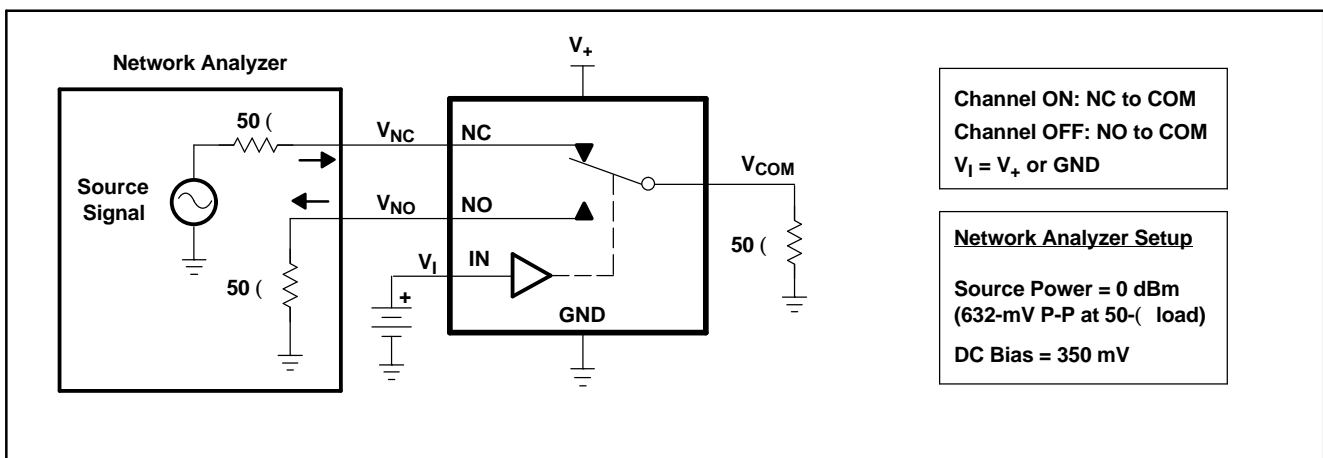 V+
Network Analyzer
50 (
VNC
NC
Source
Signal
VNO
NO
50 (
VI
IN
+
GND
VCOM
50 (
Channel ON: NC to COM
Channel OFF: NO to COM
VI = V+ or GND
Network Analyzer Setup
Source Power = 0 dBm
(632-mV P-P at 50-( load)
DC Bias = 350 mV